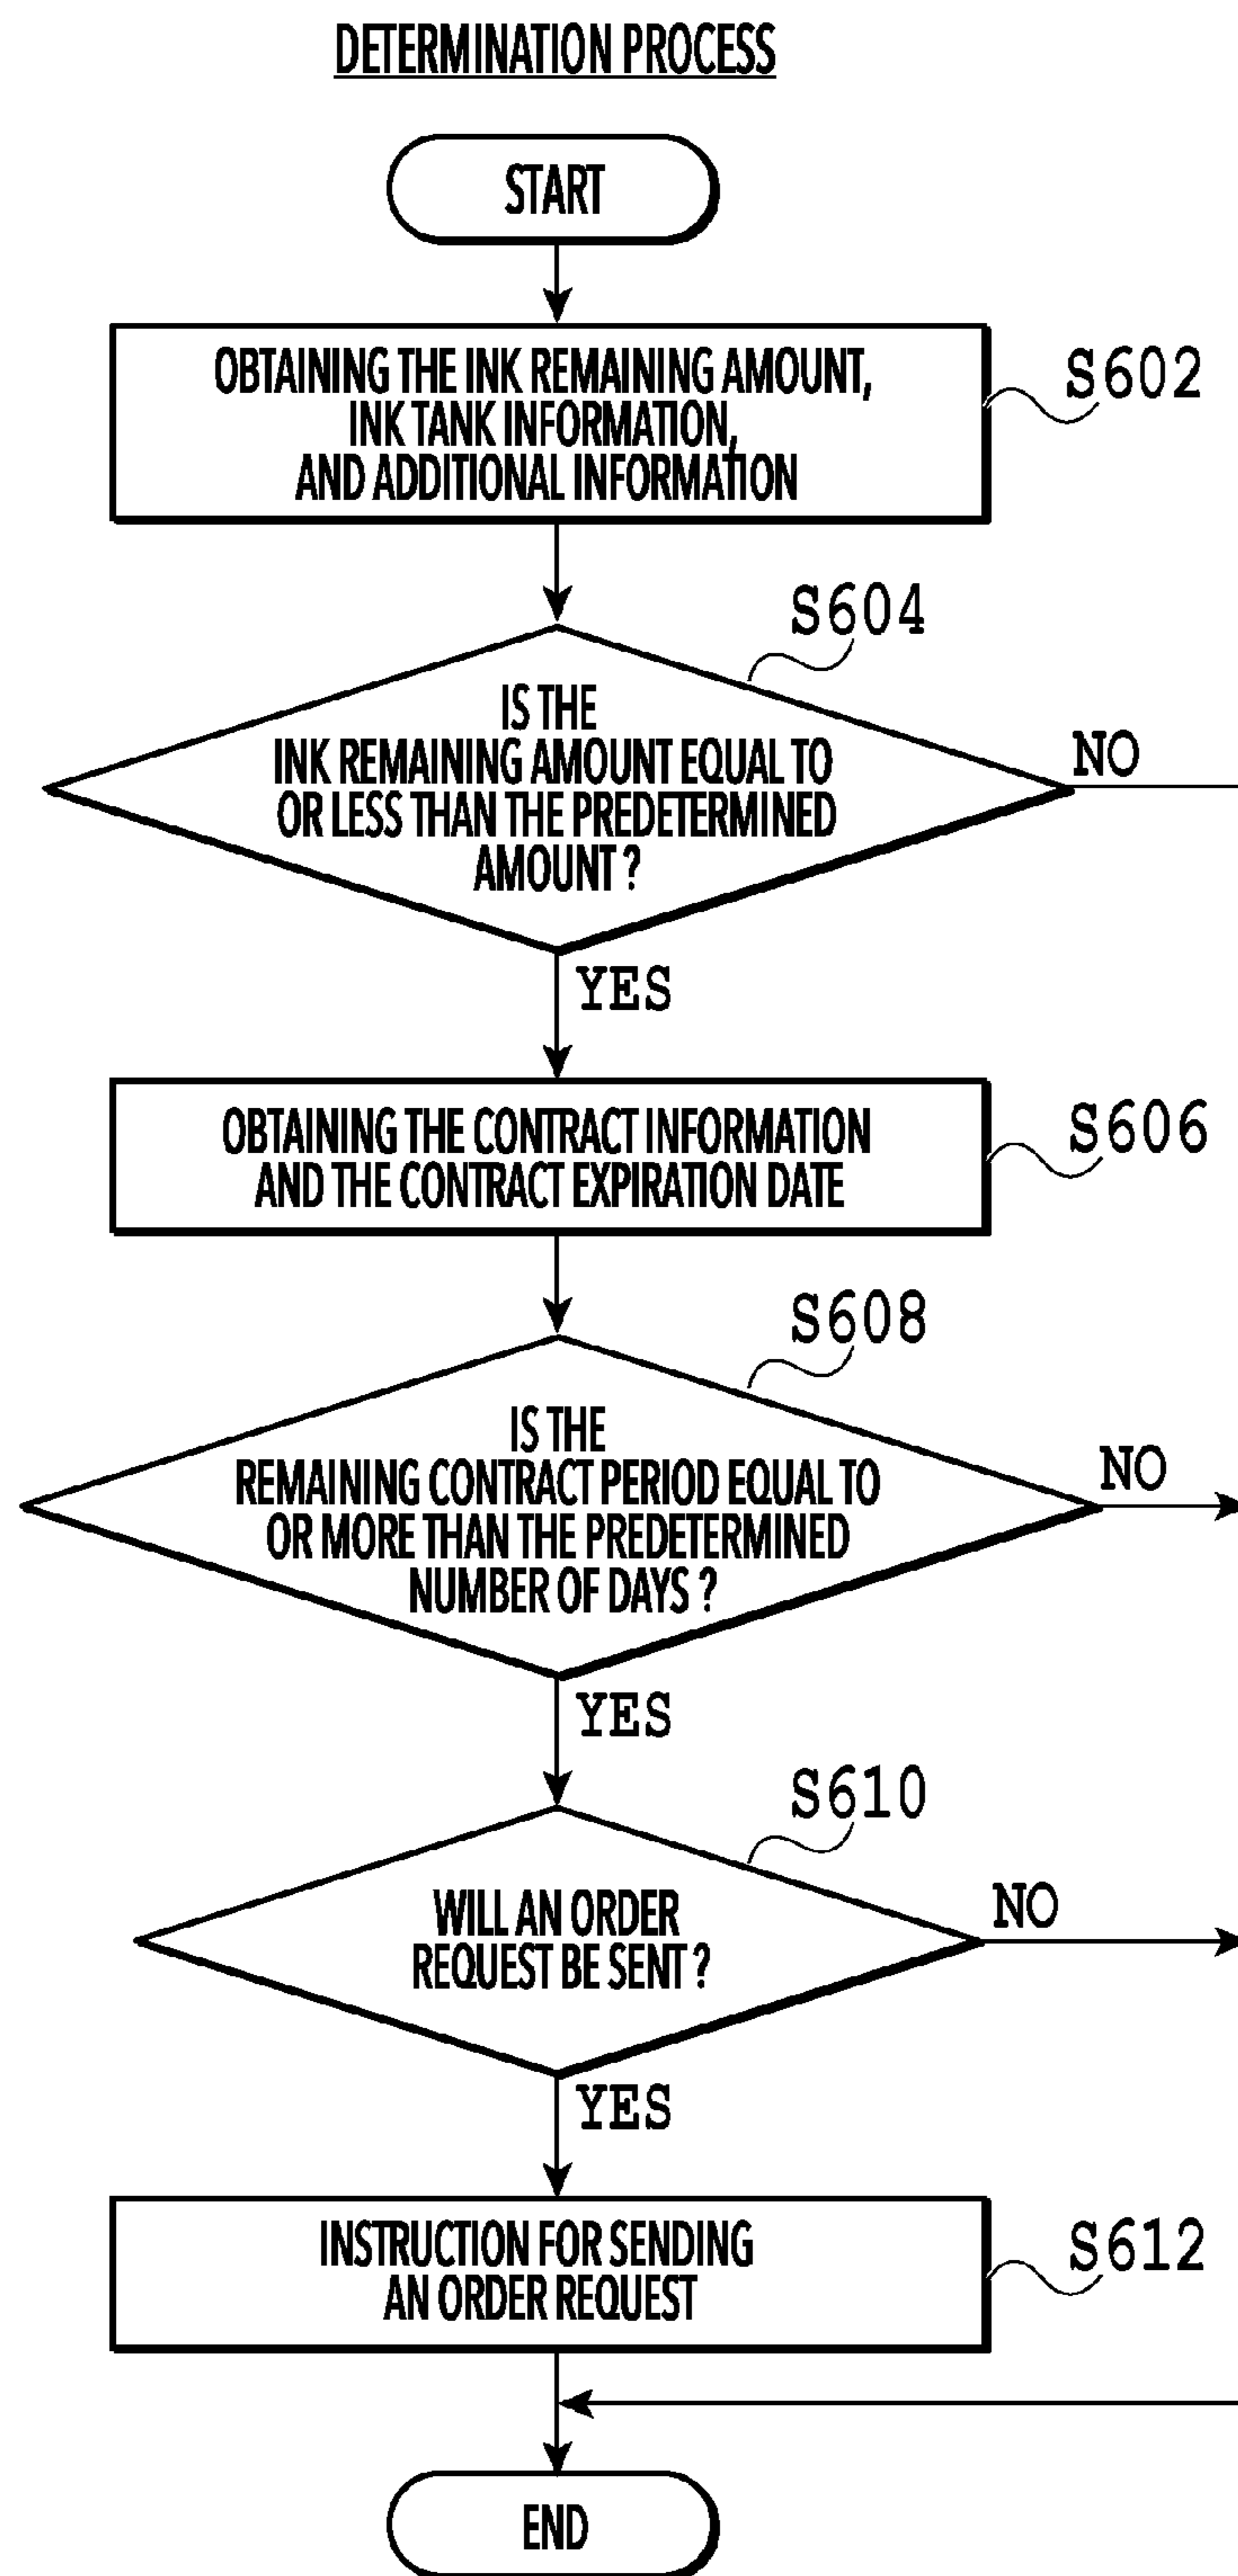 DETERMINATION PROCESS
START
OBTAINING THE INK REMAINING AMOUNT,
INK TANK INFORMATION,
AND ADDITIONAL INFORMATION
S602
S604
IS THE
INK REMAINING AMOUNT EQUAL TO
OR LESS THAN THE PREDETERMINED
AMOUNT ?
NO
YES
OBTAINING THE CONTRACT INFORMATION
AND THE CONTRACT EXPIRATION DATE
S606
S608
IS THE
REMAINING CONTRACT PERIOD EQUAL TO
OR MORE THAN THE PREDETERMINED
NUMBER OF DAYS ?
NO
YES
S610
WILL AN ORDER
REQUEST BE SENT ?
NO
YES
INSTRUCTION FOR SENDING
AN ORDER REQUEST
S612
END